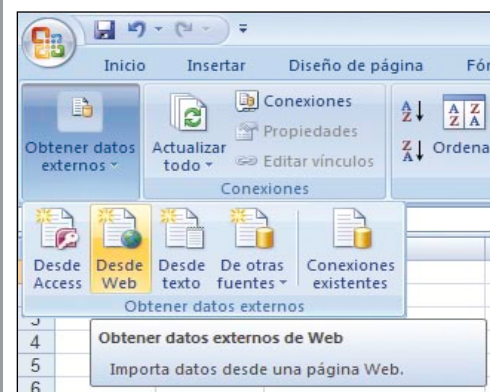 Inicio Insertar Diseño de página Fór
Obtener datos externos
Actualizar todo
Conexiones
Propiedades
Editar vínculos
Conexiones
A Z
Z A
A Z
Z A
Ordena
Desde Access
Desde Web
Desde texto
De otras fuentes
Conexiones existentes
Obtener datos externos
4
Obtener datos externos de Web
5
Importa datos desde una página Web.
6